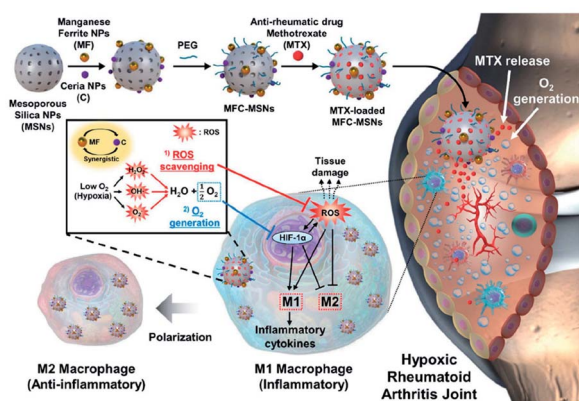 Manganese
Ferrite NPs
(MF)
PEG
Anti-rheumatic drug
Methotrexate
(MTX)
Ceria NPs
(C)
Mesoporous
Silica NPs
(MSNs)
MFC-MSNs
MTX-loaded
MFC-MSNs
MTX release
O2
generation
MF
C
Synergistic
: ROS
1) ROS
scavenging
Low O2
(Hypoxia)
H2O2
·OH
O2
H2O + 1/2 O2
2) O2
generation
Tissue
damage
ROS
HIF-1α
M1
M2
Inflammatory
cytokines
Polarization
M2 Macrophage
(Anti-inflammatory)
M1 Macrophage
(Inflammatory)
Hypoxic
Rheumatoid
Arthritis Joint